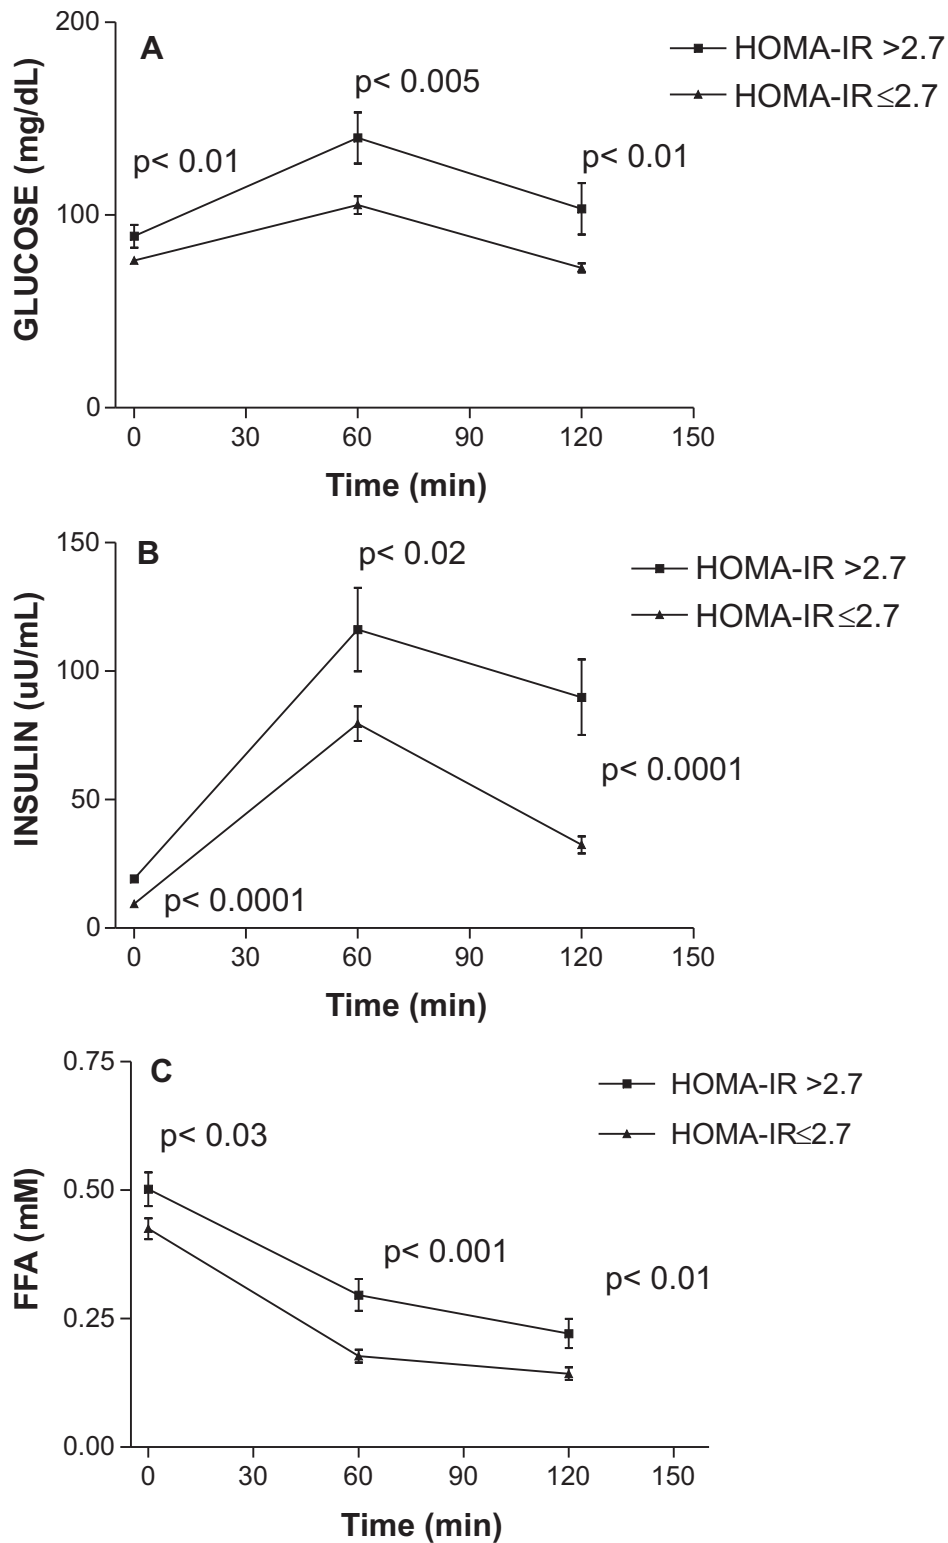 200
A
HOMA-IR >2.7
HOMA-IR≤2.7
p< 0.005
p< 0.01
p< 0.01
GLUCOSE (mg/dL)
100
0
0 30 60 90 120 150
Time (min)
150
B
p< 0.02
HOMA-IR >2.7
HOMA-IR≤2.7
INSULIN (uU/mL)
100
p< 0.0001
50
p< 0.0001
0
0 30 60 90 120 150
Time (min)
0.75
C
HOMA-IR >2.7
HOMA-IR≤2.7
p< 0.03
0.50
FFA (mM)
p< 0.001
p< 0.01
0.25
0.00
0 30 60 90 120 150
Time (min)